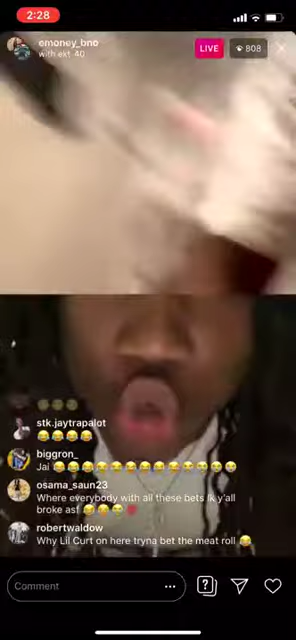 2:28
emoney_bno
with ekt_40
LIVE
808
stk.jaytrapalot
biggron_
Jai
osama_saun23
Where everybody with all these bets lk y'all
broke asf
robertwaldow
Why Lil Curt on here tryna bet the meat roll
Comment